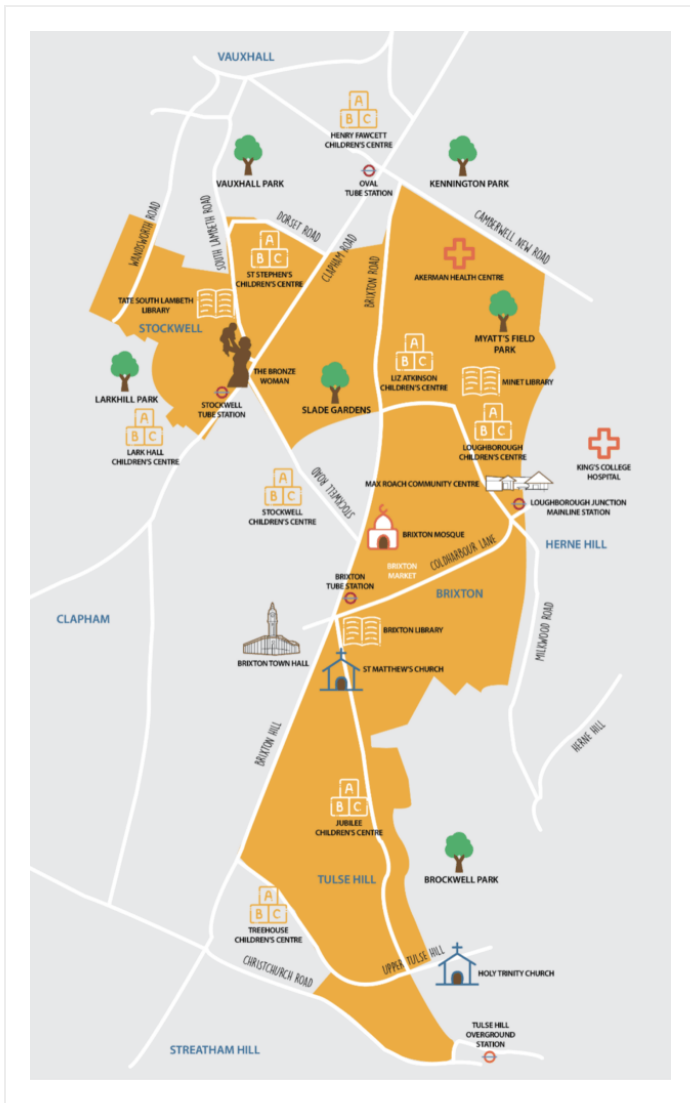 VAUXHALL
A
B C
HENRY FAWCETT
CHILDREN'S CENTRE
VAUXHALL PARK
OVAL
TUBE STATION
KENNINGTON PARK
WANDSWORTH ROAD
SOUTH LAMBETH ROAD
DORSET ROAD
CLAPHAM ROAD
BRIXTON ROAD
CAMBERWELL NEW ROAD
A
B C
ST STEPHEN'S
CHILDREN'S CENTRE
AKERMAN HEALTH CENTRE
TATE SOUTH LAMBETH
LIBRARY
STOCKWELL
MYATT'S FIELD
PARK
THE BRONZE
WOMAN
A
B C
LIZ ATKINSON
CHILDREN'S CENTRE
MINET LIBRARY
LARKHILL PARK
STOCKWELL
TUBE STATION
SLADE GARDENS
A
B C
LARK HALL
CHILDREN'S CENTRE
A
B C
LOUGHBOROUGH
CHILDREN'S CENTRE
KING'S COLLEGE
HOSPITAL
A
B C
STOCKWELL
CHILDREN'S CENTRE
STOCKWELL ROAD
MAX ROACH COMMUNITY CENTRE
LOUGHBOROUGH JUNCTION
MAINLINE STATION
BRIXTON MOSQUE
COLDHARBOUR LANE
HERNE HILL
BRIXTON
MARKET
BRIXTON
TUBE STATION
BRIXTON
CLAPHAM
BRIXTON LIBRARY
MILKWOOD ROAD
BRIXTON TOWN HALL
ST MATTHEW'S CHURCH
BRIXTON HILL
HERNE HILL
A
B C
JUBILEE
CHILDREN'S CENTRE
TULSE HILL
BROCKWELL PARK
A
B C
TREEHOUSE
CHILDREN'S CENTRE
CHRISTCHURCH ROAD
UPPER TULSE HILL
HOLY TRINITY CHURCH
STREATHAM HILL
TULSE HILL
OVERGROUND
STATION